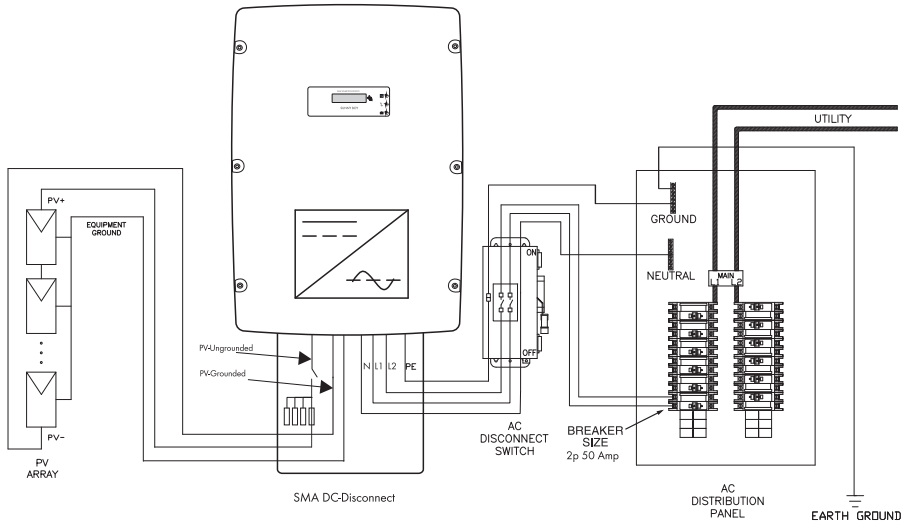 UTILITY
PV+
EQUIPMENT
GROUND
GROUND
ON
NEUTRAL
MAIN
L1 L2
PV-Ungrounded
OFF
N L1 L2 PE
PV-Grounded
PV-
AC
DISCONNECT
SWITCH
BREAKER
SIZE
2p 50 Amp
PV
ARRAY
SMA DC-Disconnect
AC
DISTRIBUTION
PANEL
EARTH GROUND